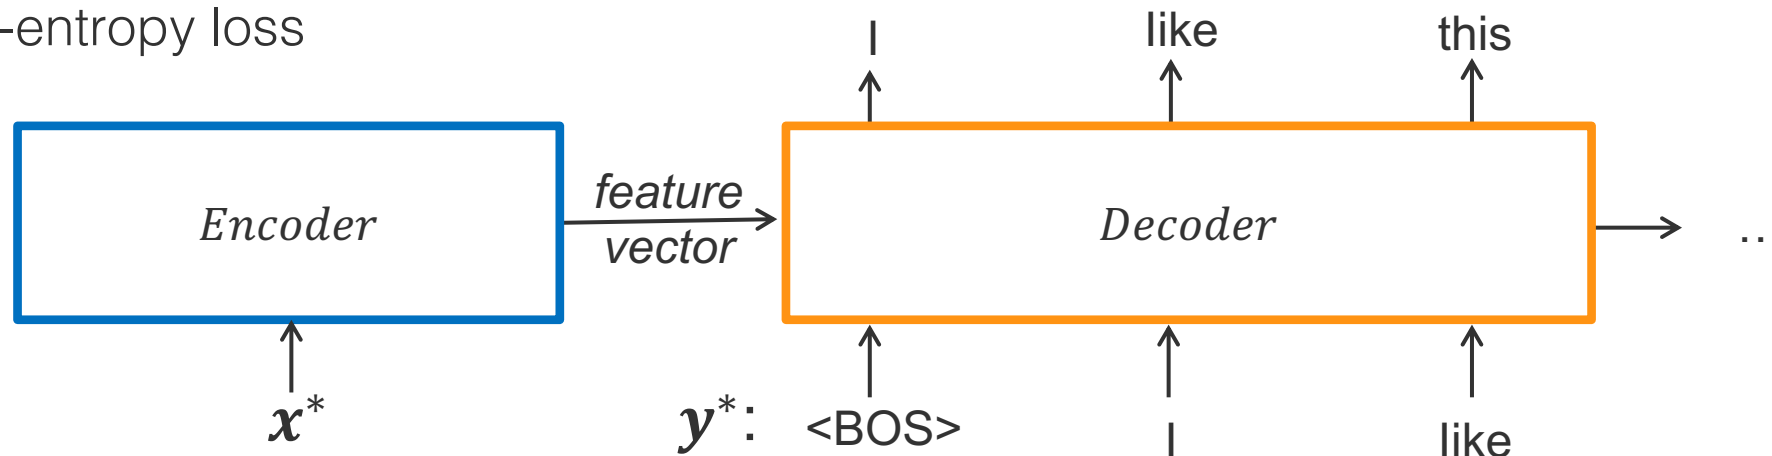 -entropy loss
I like this
Encoder
feature
vector
Decoder
..
x* y*: <BOS> I like